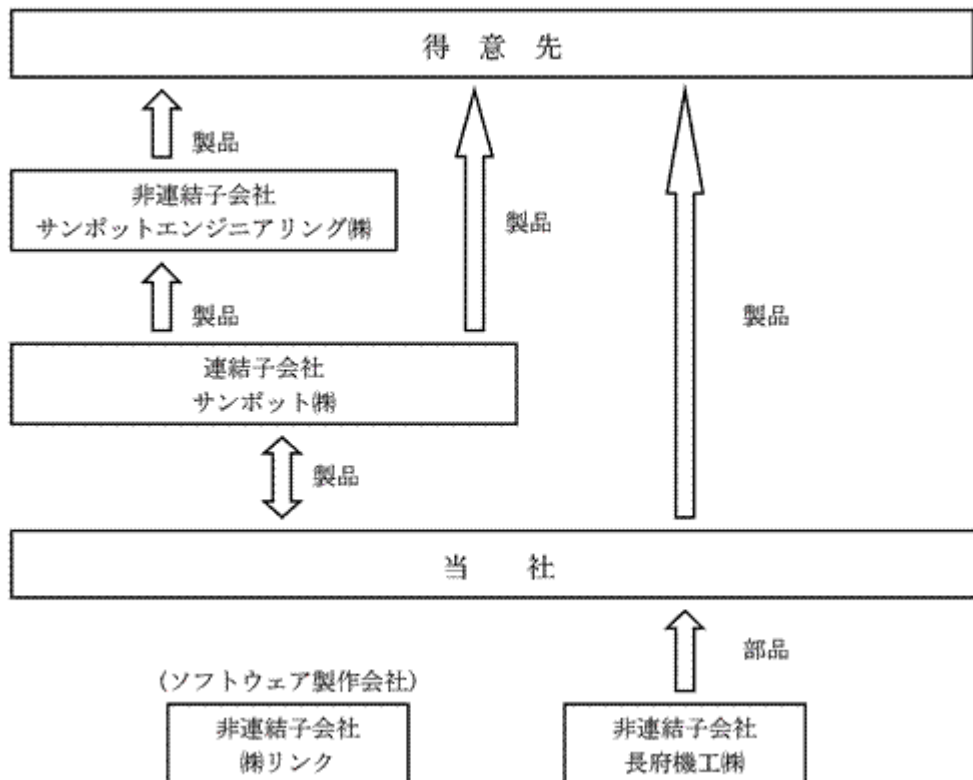 得意先
製品
非連結子会社
サンポットエンジニアリング㈱
製品
製品
製品
連結子会社
サンポット㈱
製品
当社
部品
（ソフトウェア製作会社）
非連結子会社
㈱リンク
非連結子会社
長府機工㈱